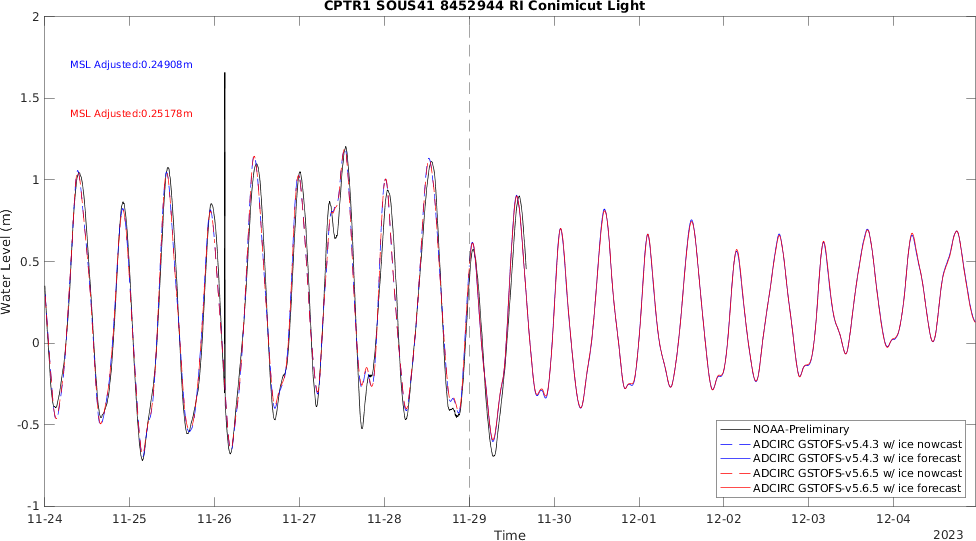 CPTR1 SOUS41 8452944 RI Conimicut Light
2
1.5
1
0.5
0
-0.5
-1
Water Level (m)
MSL Adjusted:0.24908m
MSL Adjusted:0.25178m
NOAA-Preliminary
ADCIRC GSTOFS-v5.4.3 w/ ice nowcast
ADCIRC GSTOFS-v5.4.3 w/ ice forecast
ADCIRC GSTOFS-v5.6.5 w/ ice nowcast
ADCIRC GSTOFS-v5.6.5 w/ ice forecast
11-24 11-25 11-26 11-27 11-28 11-29 11-30 12-01 12-02 12-03 12-04
Time
2023